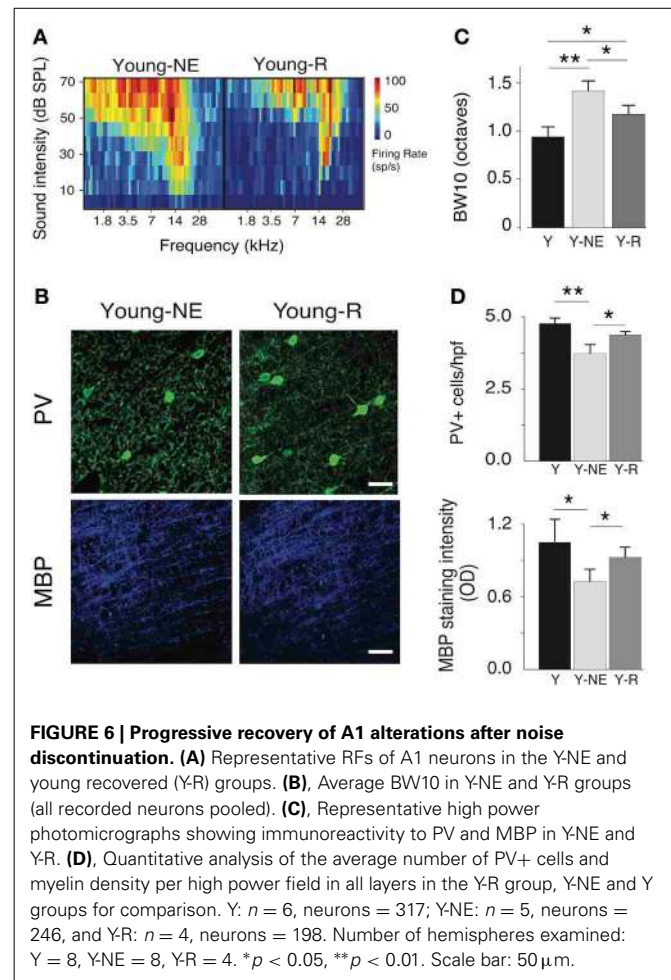 A
Young-NE
Young-R
Sound intensity (dB SPL)
70
50
30
10
1.8 3.5 7 14 28
1.8 3.5 7 14 28
Frequency (kHz)
100
50
0
Firing Rate
(sp/s)
C
*
** *
BW10 (octaves)
1.5
1.0
0.5
0
Y Y-NE Y-R
B
Young-NE
Young-R
PV
MBP
D
**
*
PV+ cells/hpf
5.0
2.5
0.0
Y Y-NE Y-R
* *
MBP staining intensity
(OD)
1.2
0.6
0.0
Y Y-NE Y-R
FIGURE 6 | Progressive recovery of A1 alterations after noise
discontinuation. (A) Representative RFs of A1 neurons in the Y-NE and
young recovered (Y-R) groups. (B), Average BW10 in Y-NE and Y-R groups
(all recorded neurons pooled). (C), Representative high power
photomicrographs showing immunoreactivity to PV and MBP in Y-NE and
Y-R. (D), Quantitative analysis of the average number of PV+ cells and
myelin density per high power field in all layers in the Y-R group, Y-NE and Y
groups for comparison. Y: n = 6, neurons = 317; Y-NE: n = 5, neurons =
246, and Y-R: n = 4, neurons = 198. Number of hemispheres examined:
Y = 8, Y-NE = 8, Y-R = 4. *p < 0.05, **p < 0.01. Scale bar: 50 μm.